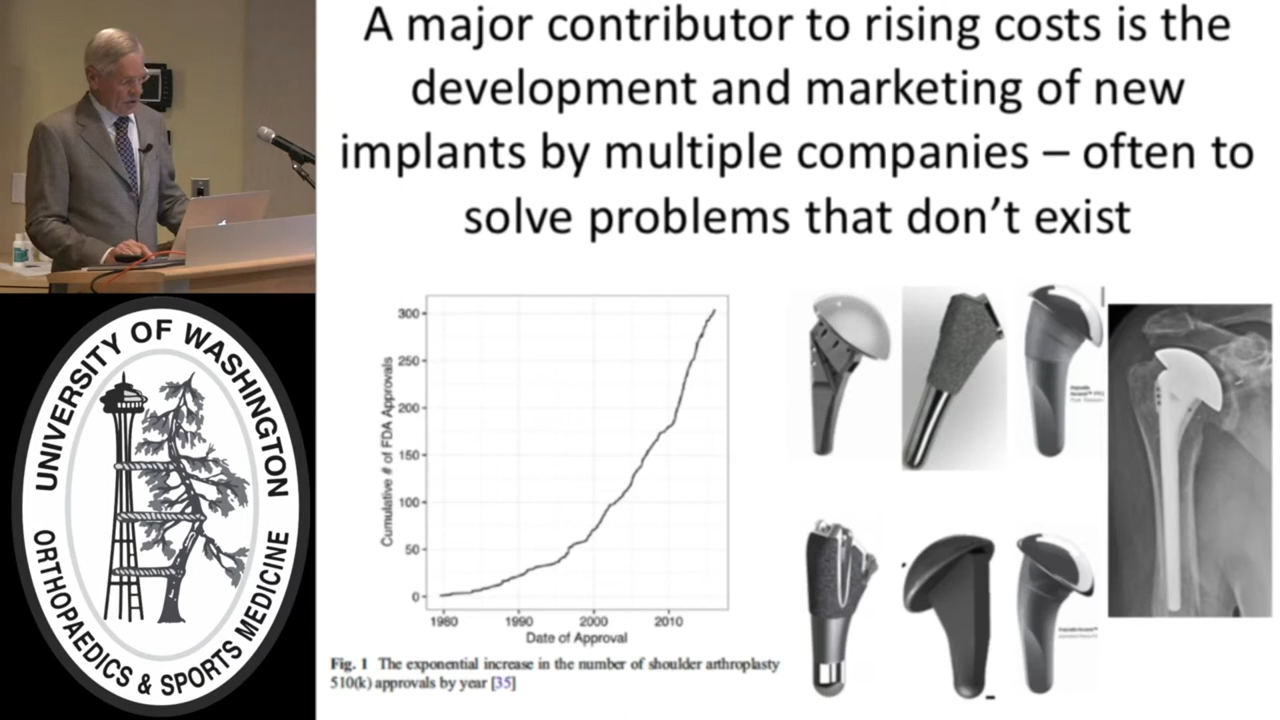 A major contributor to rising costs is the
development and marketing of new
implants by multiple companies – often to
solve problems that don't exist
UNIVERSITY OF WASHINGTON
ORTHOPAEDICS & SPORTS MEDICINE
Cumulative # of FDA Approvals
300
250
200
150
100
50
0
1980
1990
2000
2010
Date of Approval
Fig. 1 The exponential increase in the number of shoulder arthroplasty
510(k) approvals by year [35]